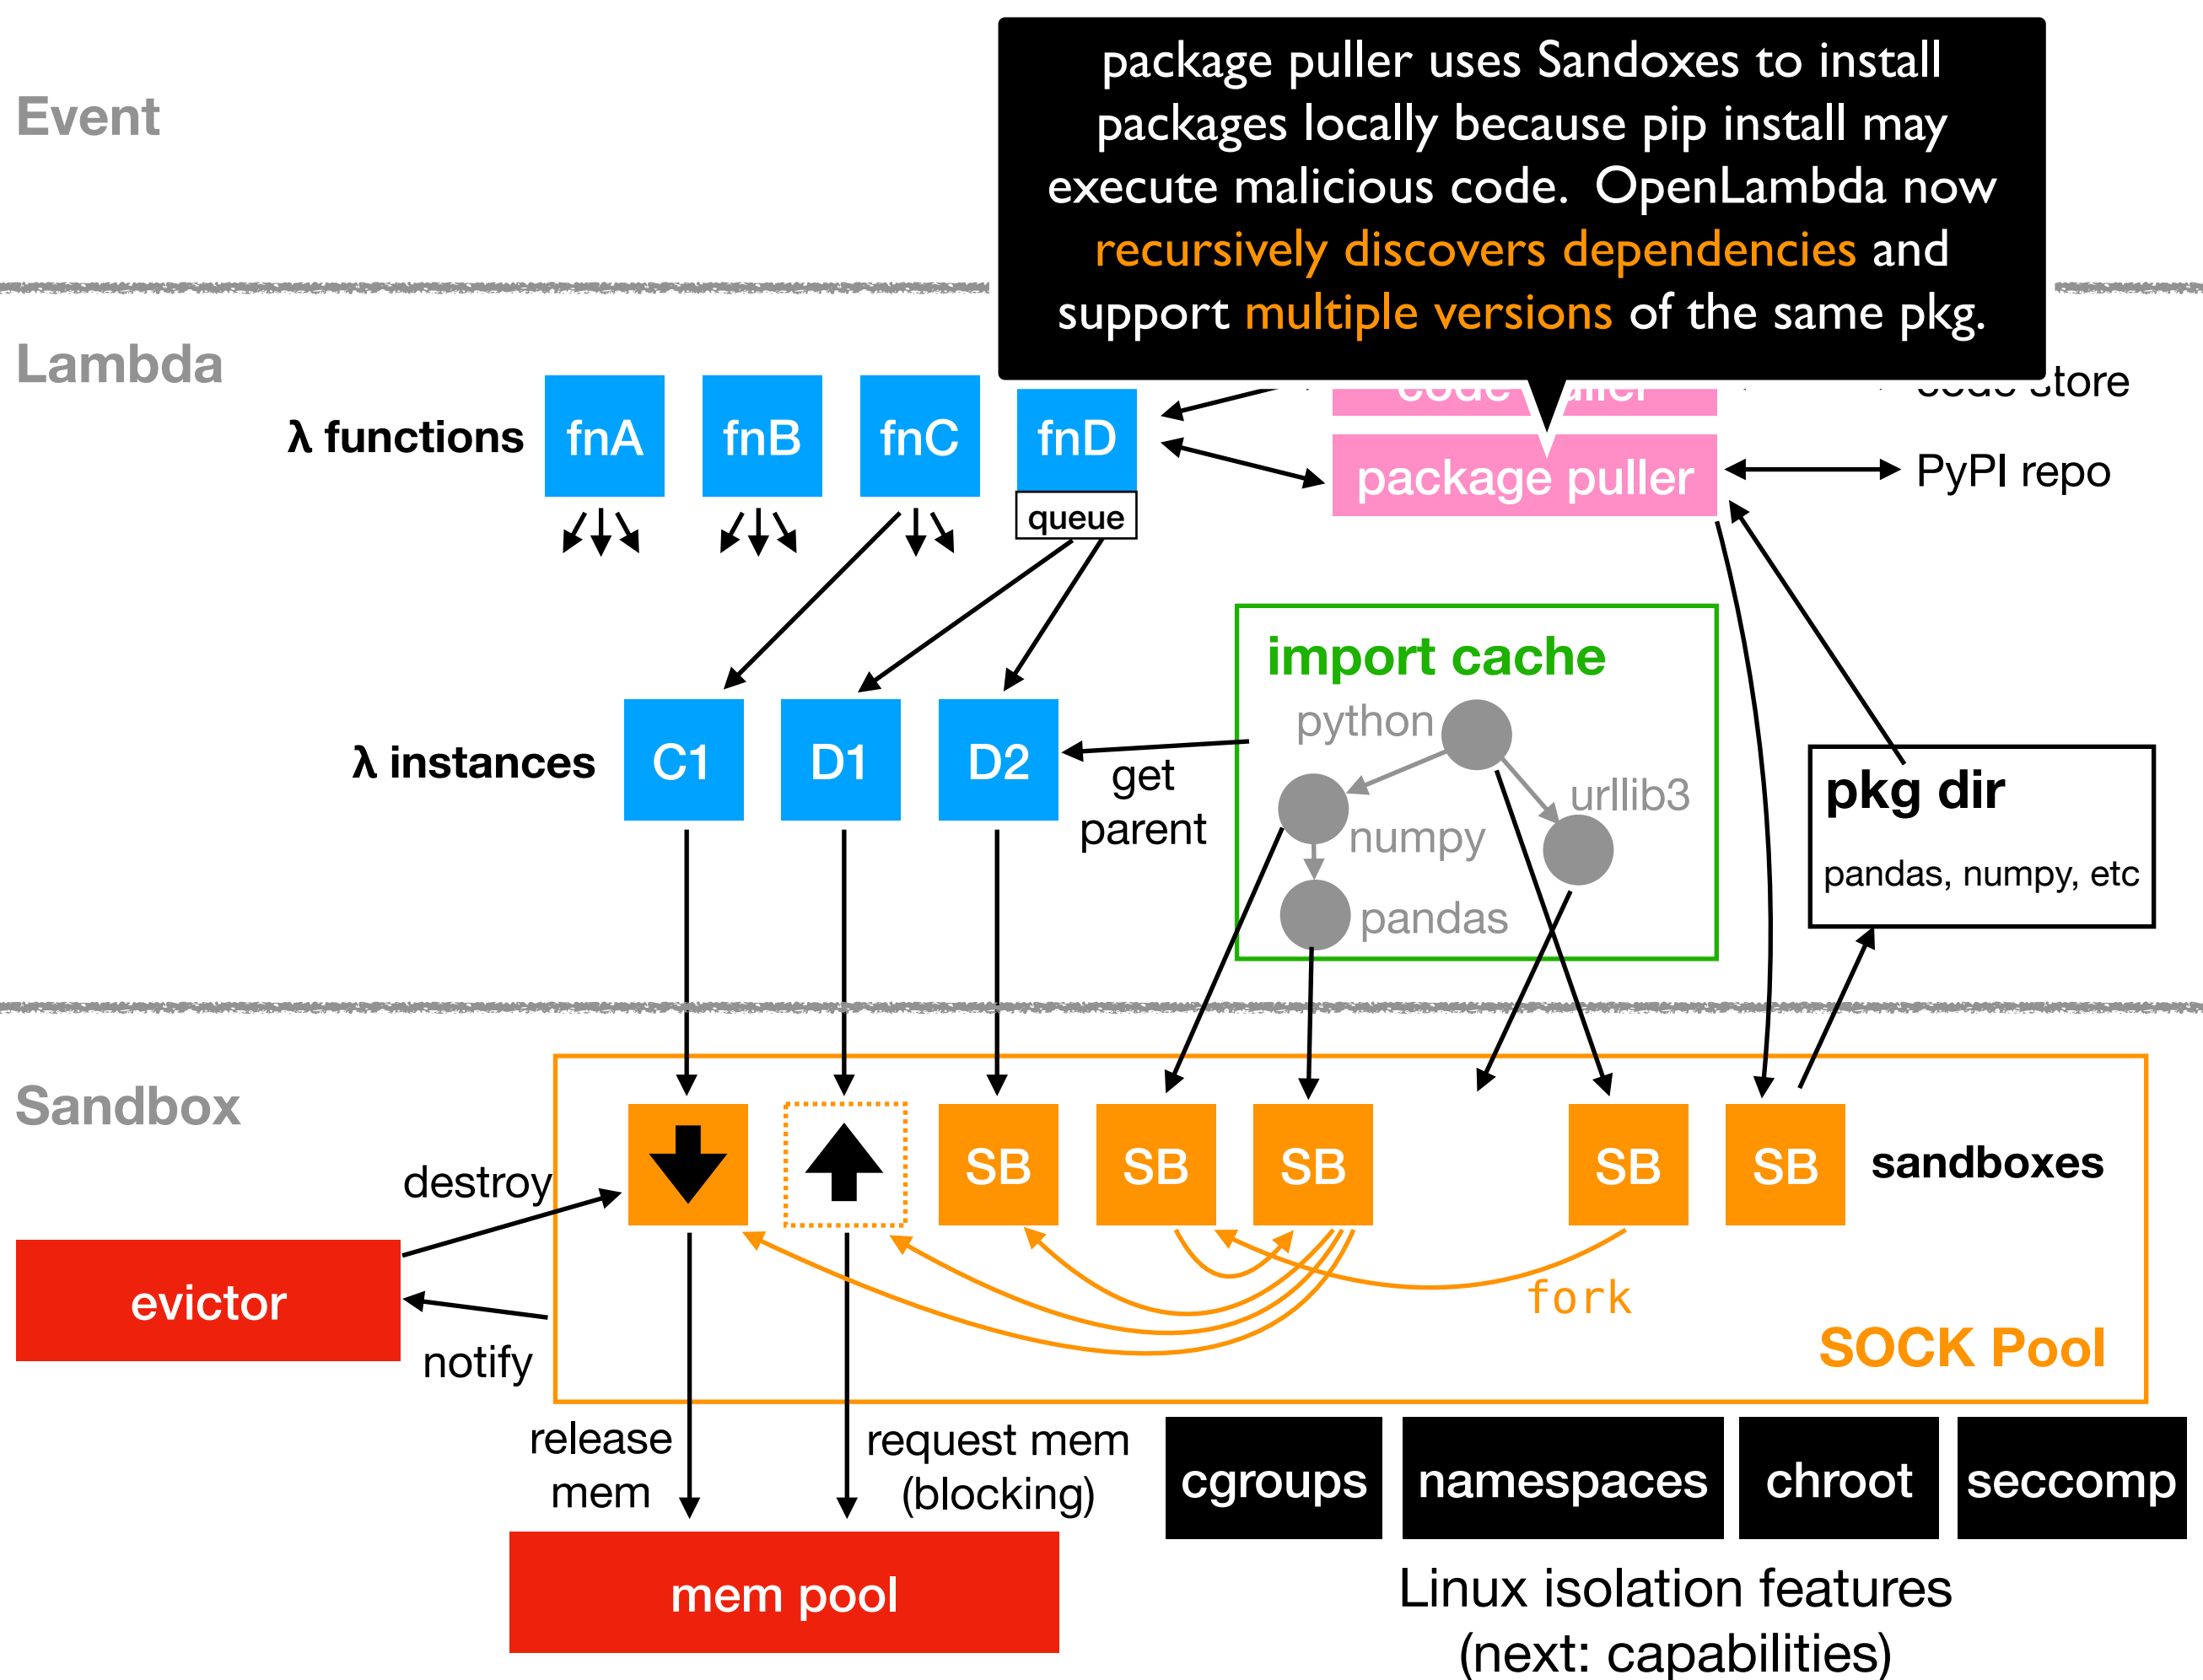 package puller uses Sandoxes to install
packages locally because pip install may
execute malicious code. OpenLambda now
recursively discovers dependencies and
support multiple versions of the same pkg.
Event
Lambda
λ functions
fnA
fnB
fnC
fnD
queue
code puller
code store
package puller
PyPI repo
import cache
python
numpy
urllib3
pandas
λ instances
C1
D1
D2
get
parent
pkg dir
pandas, numpy, etc
Sandbox
SB
SB
SB
SB
SB
sandboxes
destroy
evictor
notify
fork
SOCK Pool
release
mem
request mem
(blocking)
mem pool
cgroups
namespaces
chroot
seccomp
Linux isolation features
(next: capabilities)